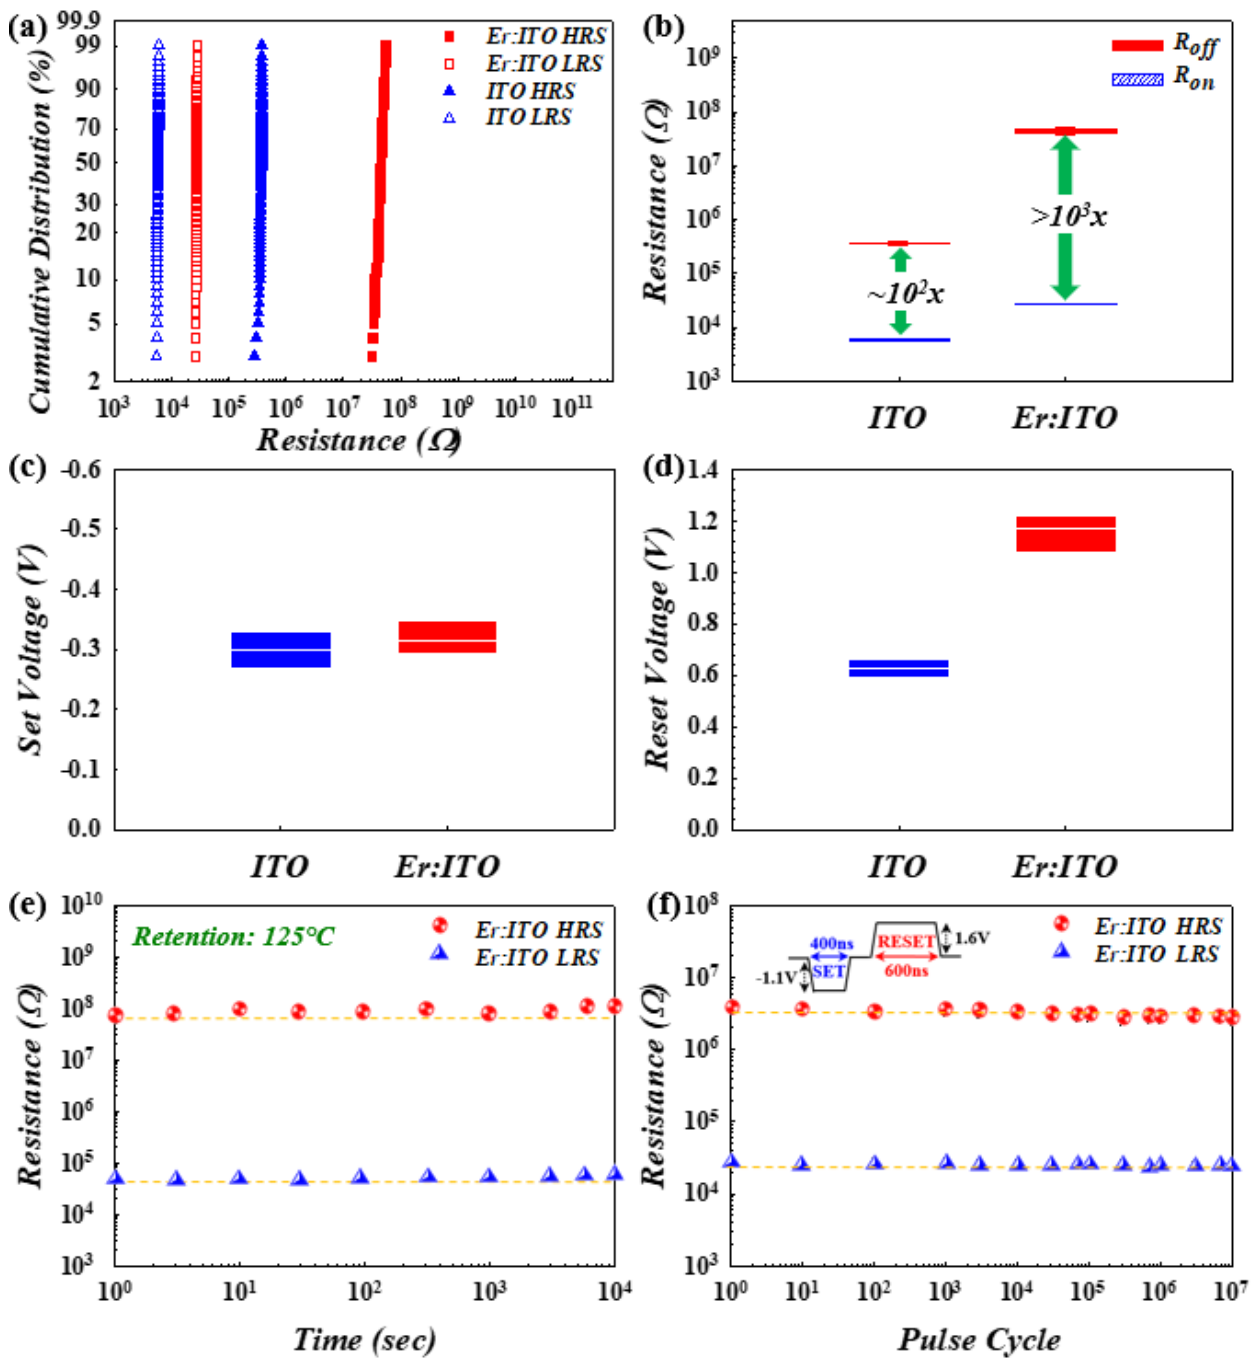 (a)
99.9
99
90
70
50
30
20
10
5
2
Cumulative Distribution (%)
Er:ITO HRS
Er:ITO LRS
ITO HRS
ITO LRS
10³ 10⁴ 10⁵ 10⁶ 10⁷ 10⁸ 10⁹ 10¹⁰ 10¹¹
Resistance (Ω)
(b)
10⁹
10⁸
10⁷
10⁶
10⁵
10⁴
10³
Resistance (Ω)
R_off
R_on
~10²x
>10³x
ITO Er:ITO
(c)
-0.6
-0.5
-0.4
-0.3
-0.2
-0.1
0.0
Set Voltage (V)
ITO Er:ITO
(d)
1.4
1.2
1.0
0.8
0.6
0.4
0.2
0.0
Reset Voltage (V)
ITO Er:ITO
(e)
10¹⁰
10⁹
10⁸
10⁷
10⁶
10⁵
10⁴
10³
Resistance (Ω)
Retention: 125°C
Er:ITO HRS
Er:ITO LRS
10⁰ 10¹ 10² 10³ 10⁴
Time (sec)
(f)
10⁸
10⁷
10⁶
10⁵
10⁴
10³
Resistance (Ω)
400ns
SET
-1.1V
RESET
600ns
1.6V
Er:ITO HRS
Er:ITO LRS
10⁰ 10¹ 10² 10³ 10⁴ 10⁵ 10⁶ 10⁷
Pulse Cycle